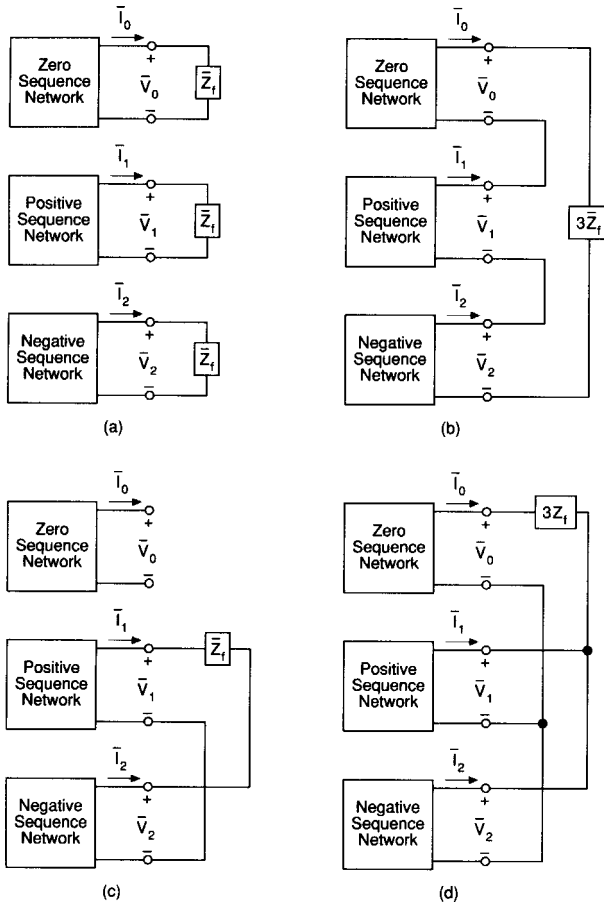 Ī₀
Zero
Sequence
Network
+
V̄₀
−
Z̄f
Ī₁
Positive
Sequence
Network
+
V̄₁
−
Z̄f
Ī₂
Negative
Sequence
Network
+
V̄₂
−
Z̄f
(a)
Ī₀
Zero
Sequence
Network
+
V̄₀
−
Ī₁
Positive
Sequence
Network
+
V̄₁
−
3Z̄f
Ī₂
Negative
Sequence
Network
+
V̄₂
−
(b)
Ī₀
Zero
Sequence
Network
+
V̄₀
−
Ī₁
Positive
Sequence
Network
+
V̄₁
−
Z̄f
Ī₂
Negative
Sequence
Network
+
V̄₂
−
(c)
Ī₀
Zero
Sequence
Network
+
V̄₀
−
3Zf
Ī₁
Positive
Sequence
Network
+
V̄₁
−
Ī₂
Negative
Sequence
Network
+
V̄₂
−
(d)